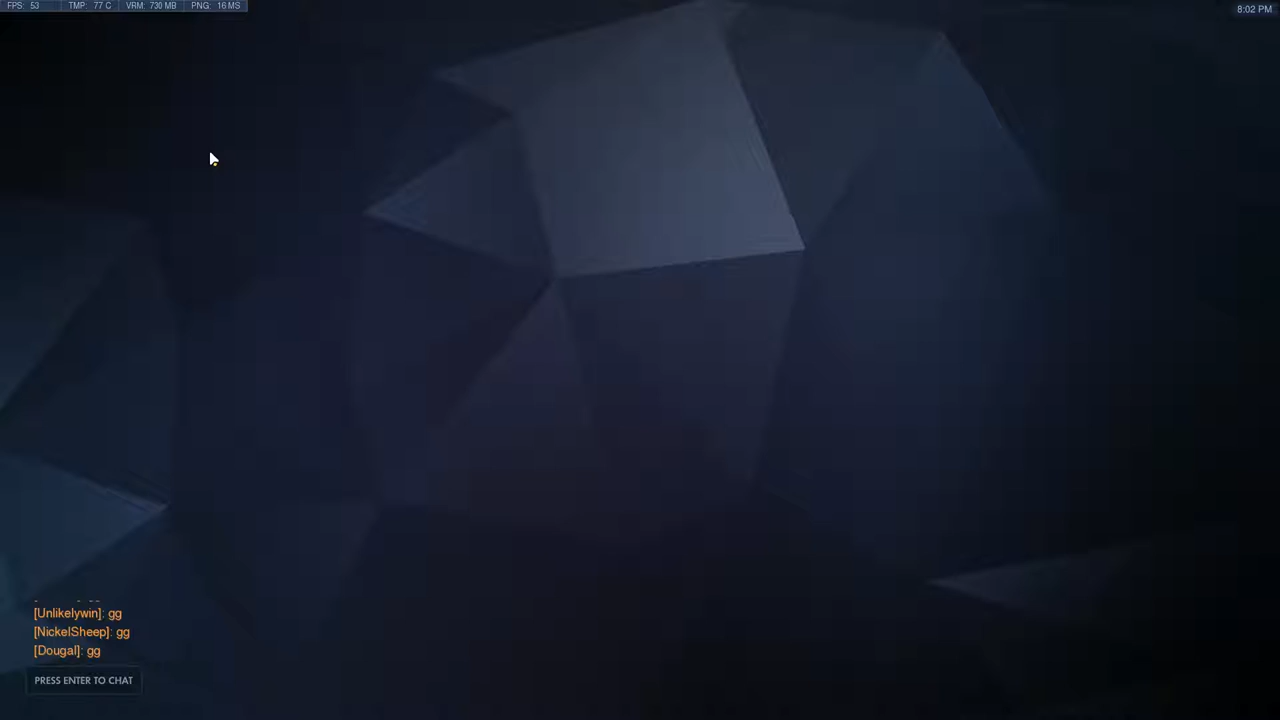 FPS: 53 TMP: 77 C VRM: 730 MB PNG: 16 MS
8:02 PM
[Unlikelywin]: gg
[NickelSheep]: gg
[Dougal]: gg
PRESS ENTER TO CHAT